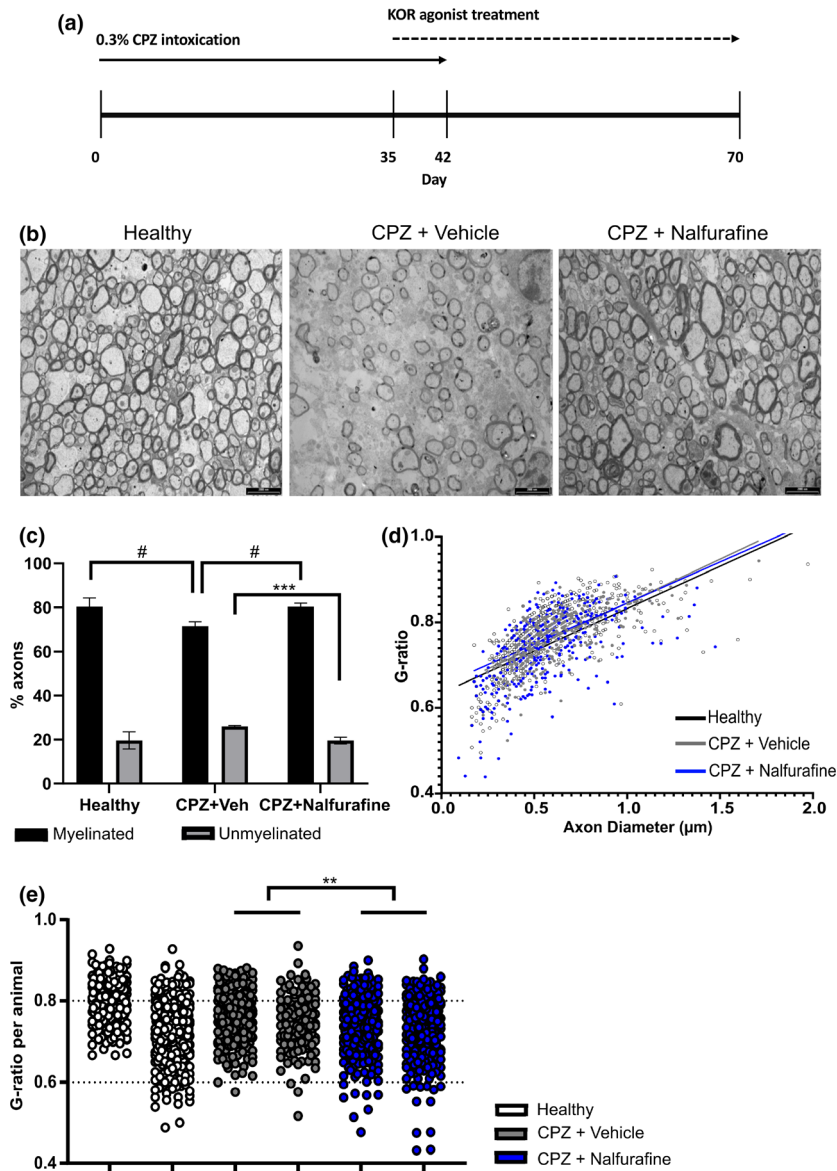 (a)
KOR agonist treatment
0.3% CPZ intoxication
0 35 42 70
Day
(b)
Healthy CPZ + Vehicle CPZ + Nalfurafine
(c)
% axons
100
80
60
40
20
0
# #
***
Healthy CPZ+Veh CPZ+Nalfurafine
Myelinated Unmyelinated
(d)
G-ratio
1.0
0.8
0.6
0.4
Healthy
CPZ + Vehicle
CPZ + Nalfurafine
0.0 0.5 1.0 1.5 2.0
Axon Diameter (µm)
(e)
**
G-ratio per animal
1.0
0.8
0.6
0.4
Healthy
CPZ + Vehicle
CPZ + Nalfurafine